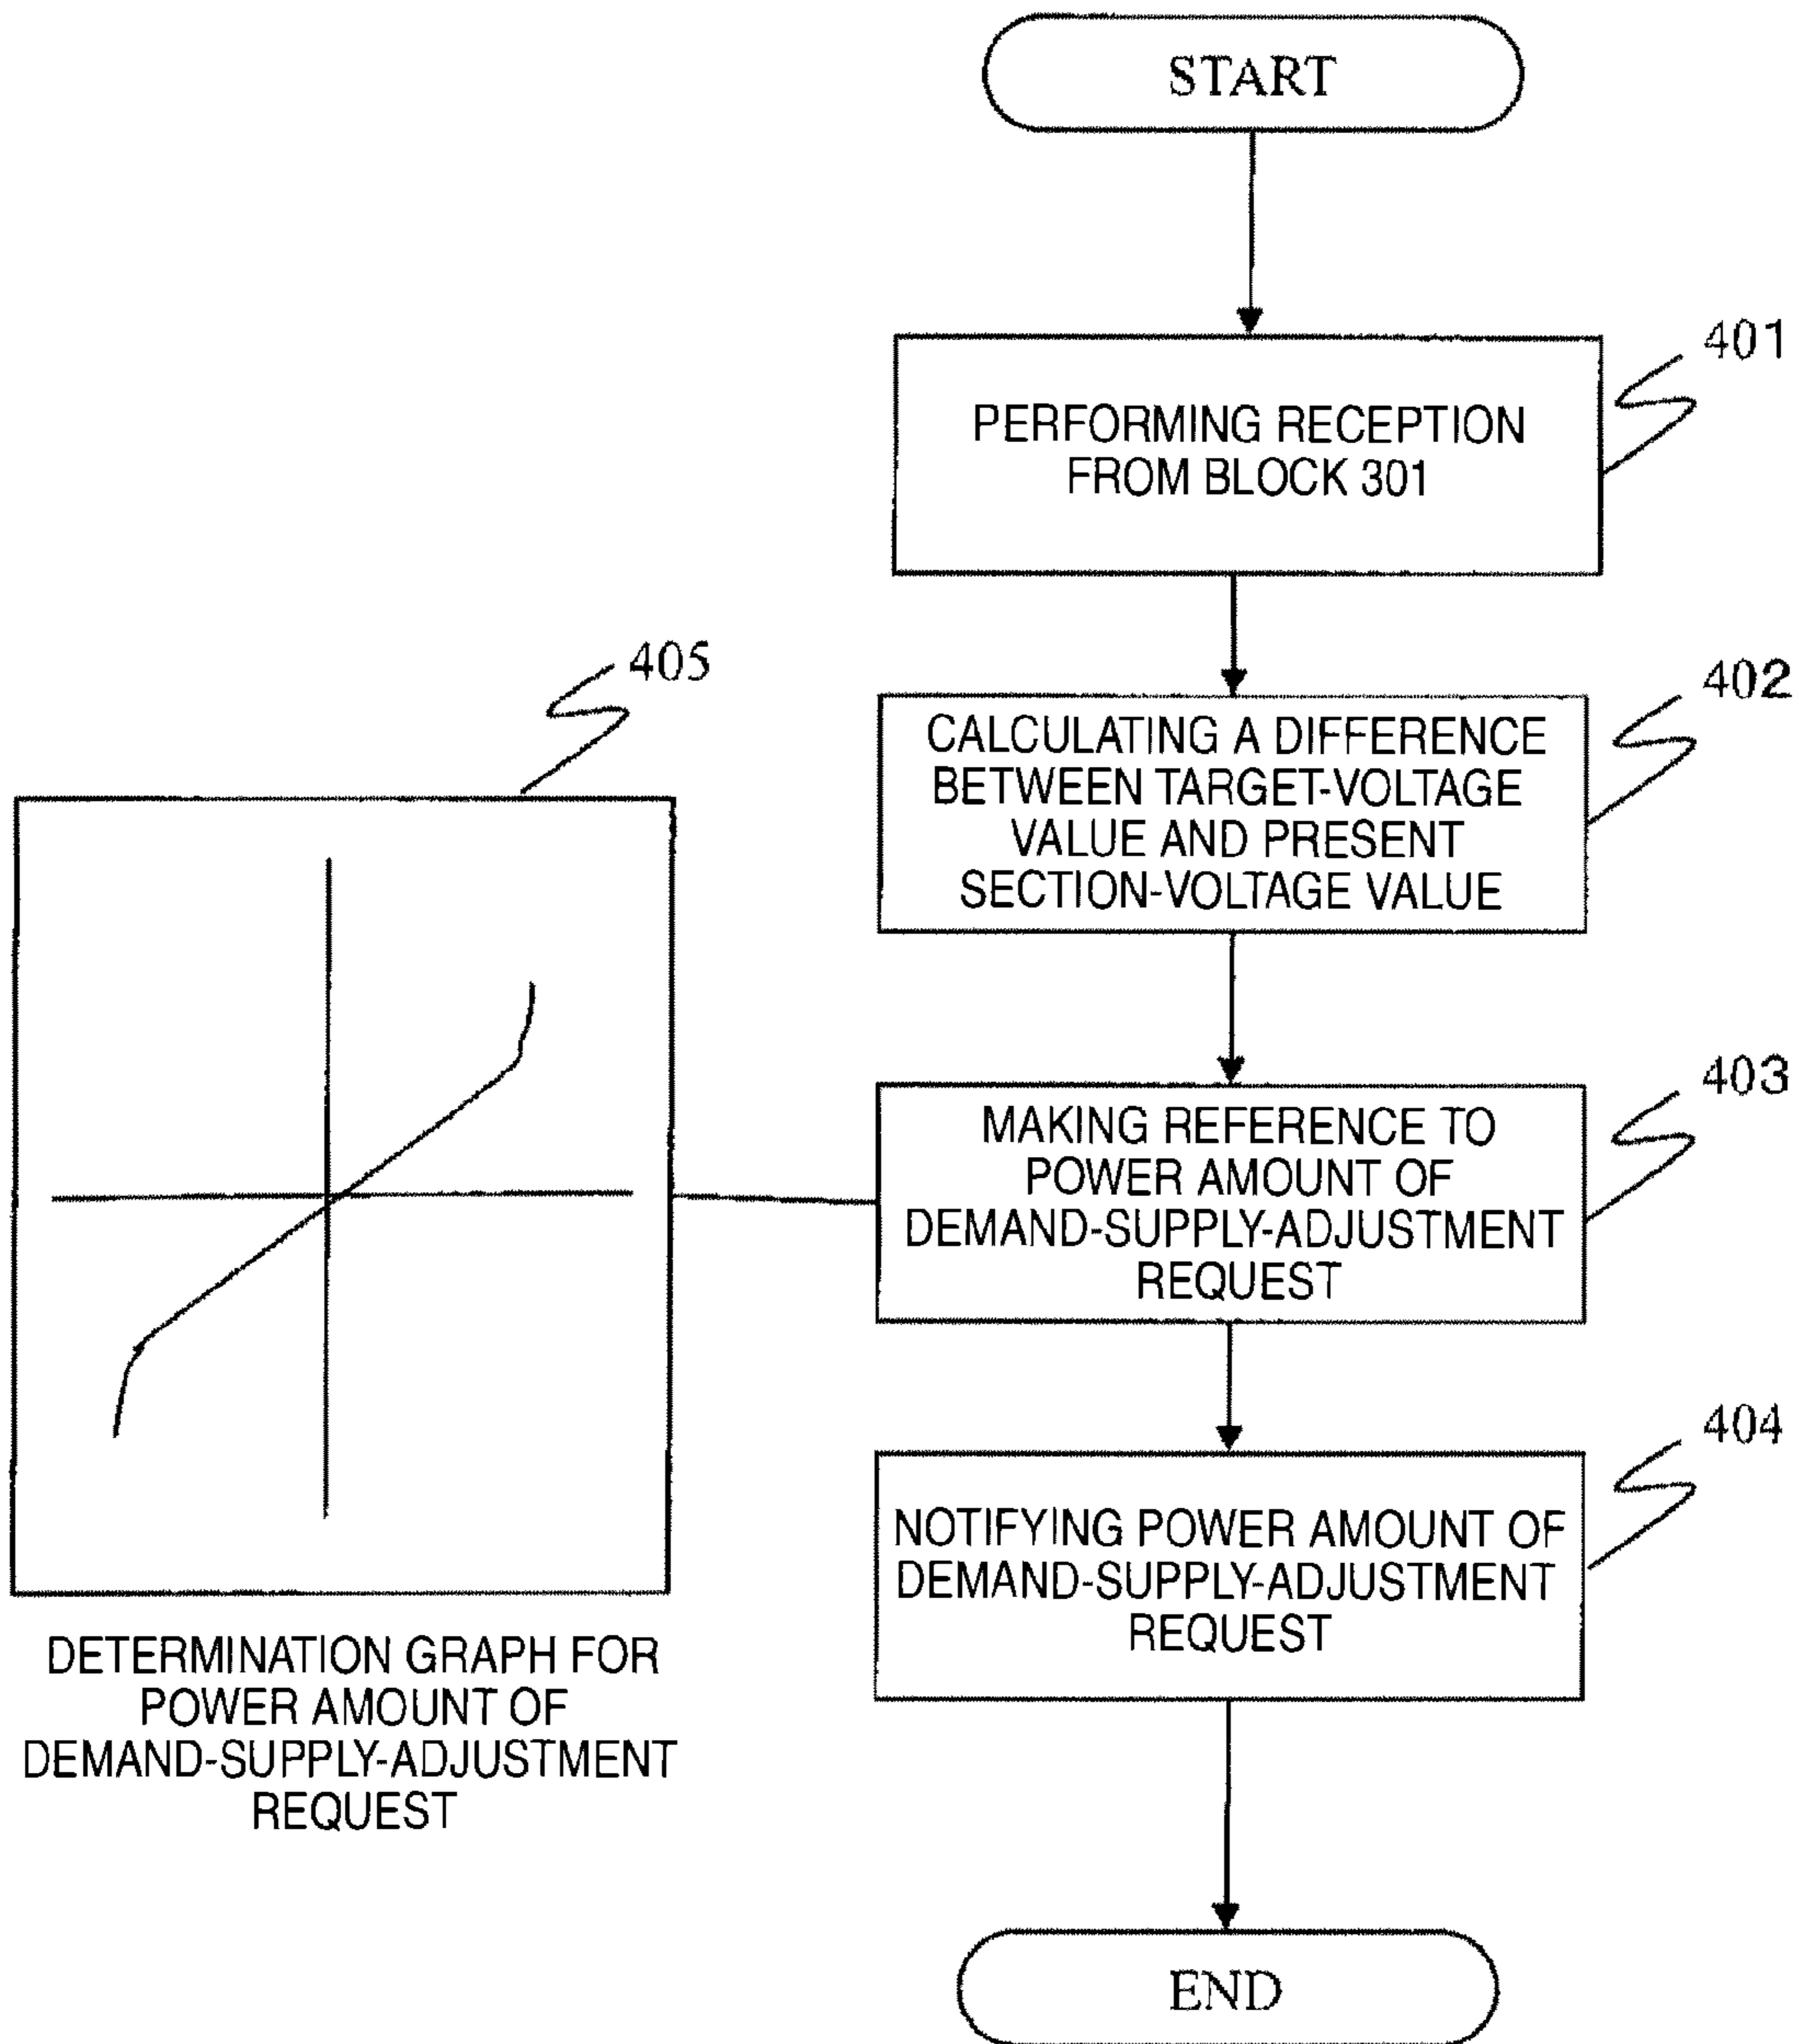 START
401
PERFORMING RECEPTION
FROM BLOCK 301
402
CALCULATING A DIFFERENCE
BETWEEN TARGET-VOLTAGE
VALUE AND PRESENT
SECTION-VOLTAGE VALUE
405
403
MAKING REFERENCE TO
POWER AMOUNT OF
DEMAND-SUPPLY-ADJUSTMENT
REQUEST
404
NOTIFYING POWER AMOUNT OF
DEMAND-SUPPLY-ADJUSTMENT
REQUEST
DETERMINATION GRAPH FOR
POWER AMOUNT OF
DEMAND-SUPPLY-ADJUSTMENT
REQUEST
END